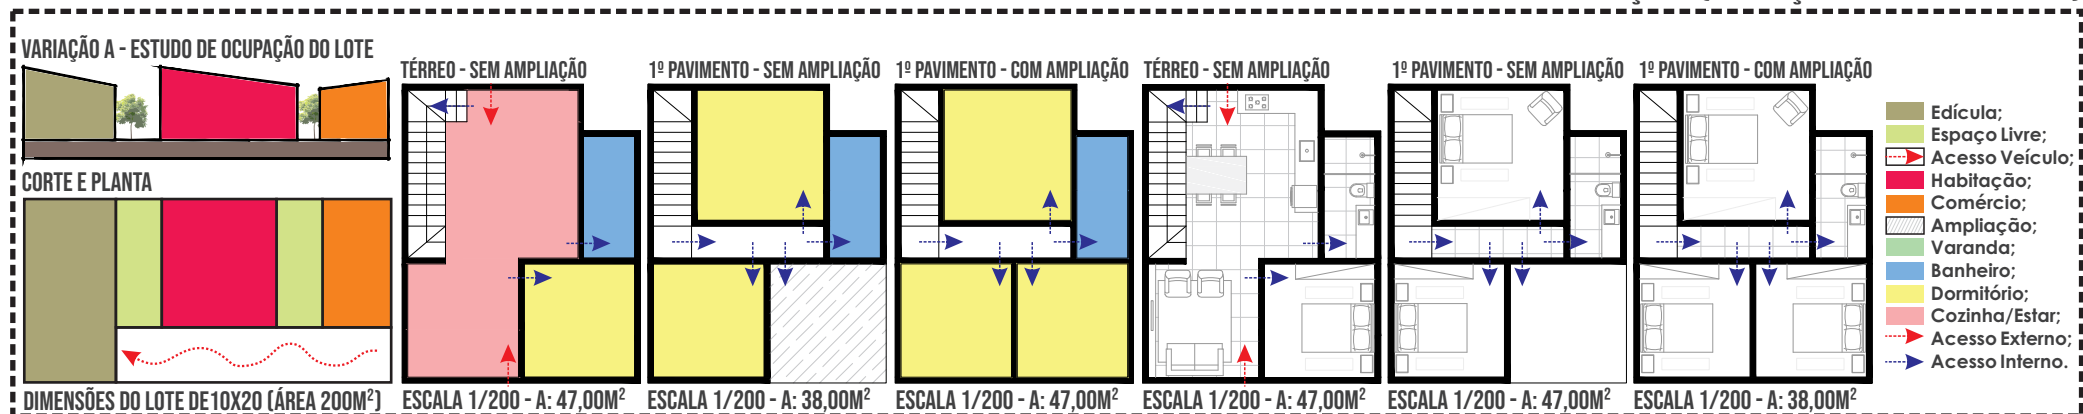 VARIAÇÃO A - ESTUDO DE OCUPAÇÃO DO LOTE
CORTE E PLANTA
DIMENSÕES DO LOTE DE10X20 (ÁREA 200M²)
TÉRREO - SEM AMPLIAÇÃO
ESCALA 1/200 - A: 47,00M²
1º PAVIMENTO - SEM AMPLIAÇÃO
ESCALA 1/200 - A: 38,00M²
1º PAVIMENTO - COM AMPLIAÇÃO
ESCALA 1/200 - A: 47,00M²
TÉRREO - SEM AMPLIAÇÃO
ESCALA 1/200 - A: 47,00M²
1º PAVIMENTO - SEM AMPLIAÇÃO
ESCALA 1/200 - A: 47,00M²
1º PAVIMENTO - COM AMPLIAÇÃO
ESCALA 1/200 - A: 38,00M²
Edícula;
Espaço Livre;
Acesso Veículo;
Habitação;
Comércio;
Ampliação;
Varanda;
Banheiro;
Dormitório;
Cozinha/Estar;
Acesso Externo;
Acesso Interno.